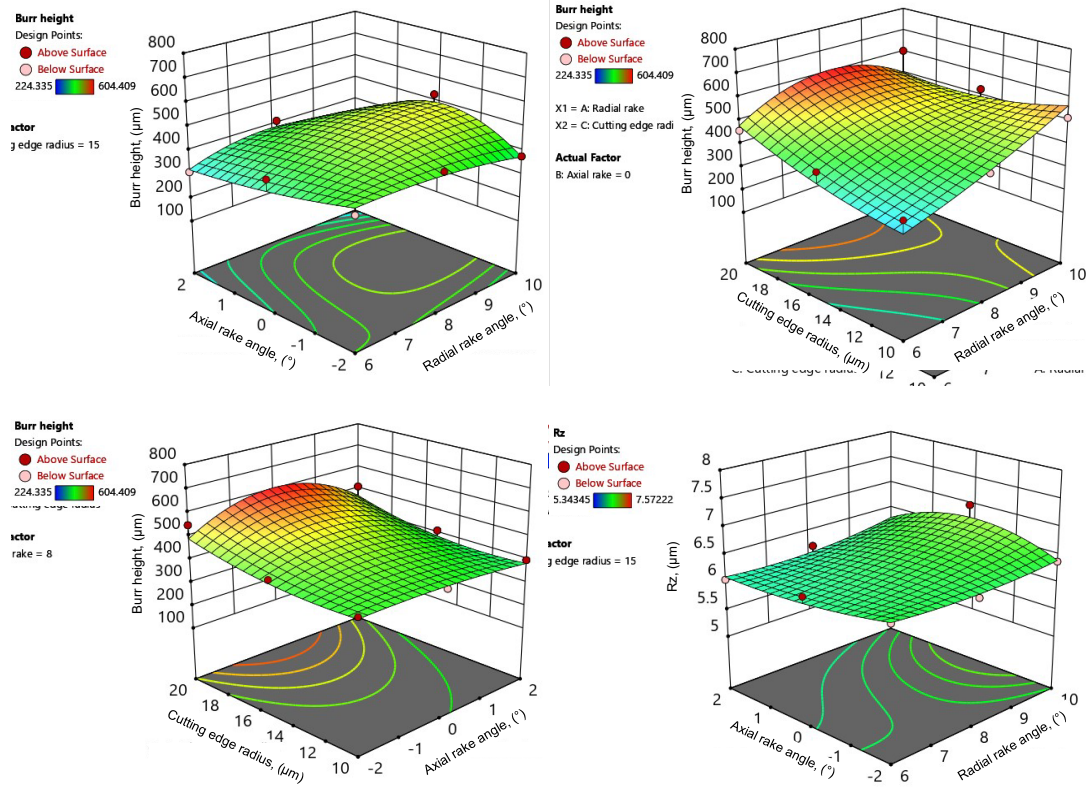 Burr height
Design Points:
Above Surface
Below Surface
224.335 604.409
actor
g edge radius = 15
800
700
600
500
400
300
200
100
Burr height, (µm)
2
1
0
-1
-2
Axial rake angle, (°)
6
7
8
9
10
Radial rake angle, (°)
Burr height
Design Points:
Above Surface
Below Surface
224.335 604.409
X1 = A: Radial rake
X2 = C: Cutting edge radi
Actual Factor
B: Axial rake = 0
800
700
600
500
400
300
200
100
Burr height, (µm)
20
18
16
14
12
10
Cutting edge radius, (µm)
6
7
8
9
10
Radial rake angle, (°)
12
Burr height
Design Points:
Above Surface
Below Surface
224.335 604.409
actor
rake = 8
800
700
600
500
400
300
200
100
Burr height, (µm)
20
18
16
14
12
10
Cutting edge radius, (µm)
-2
-1
0
1
2
Axial rake angle, (°)
Rz
Design Points:
Above Surface
Below Surface
5.34345 7.57222
ctor
g edge radius = 15
8
7.5
7
6.5
6
5.5
5
Rz, (µm)
2
1
0
-1
-2
Axial rake angle, (°)
6
7
8
9
10
Radial rake angle, (°)